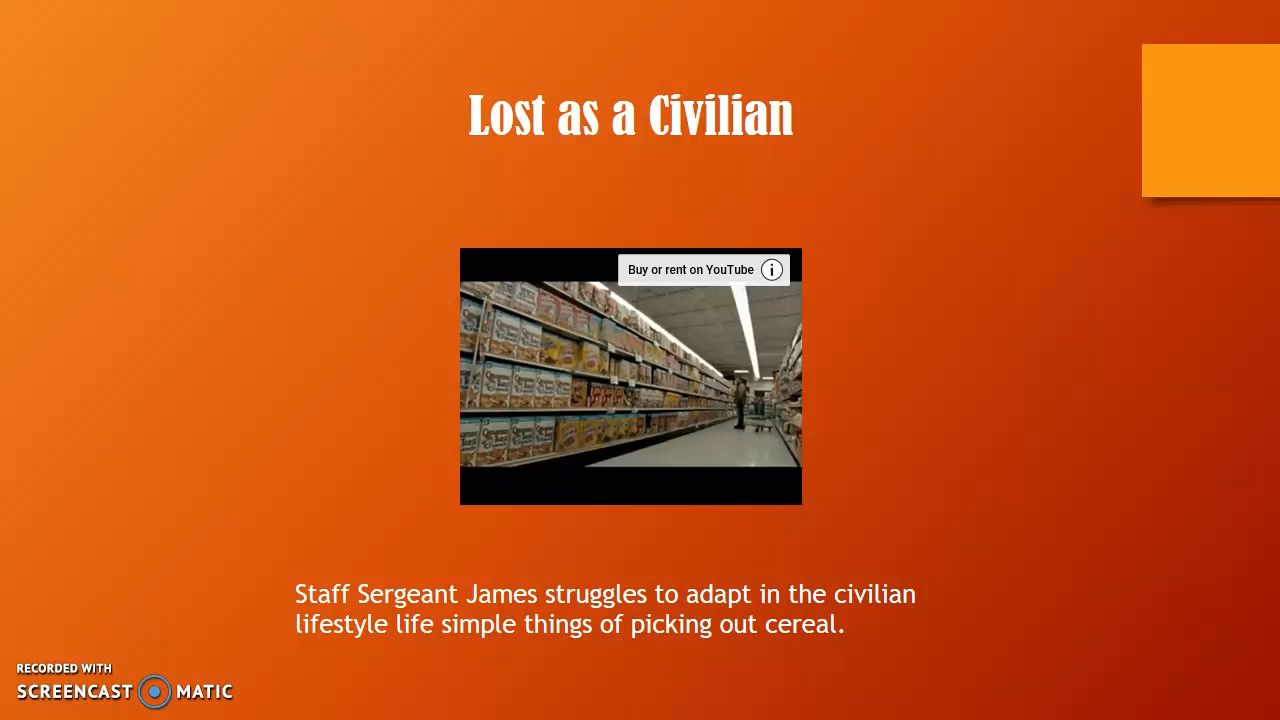 Lost as a Civilian
Buy or rent on YouTube
Staff Sergeant James struggles to adapt in the civilian
lifestyle life simple things of picking out cereal.
RECORDED WITH
SCREENCAST MATIC